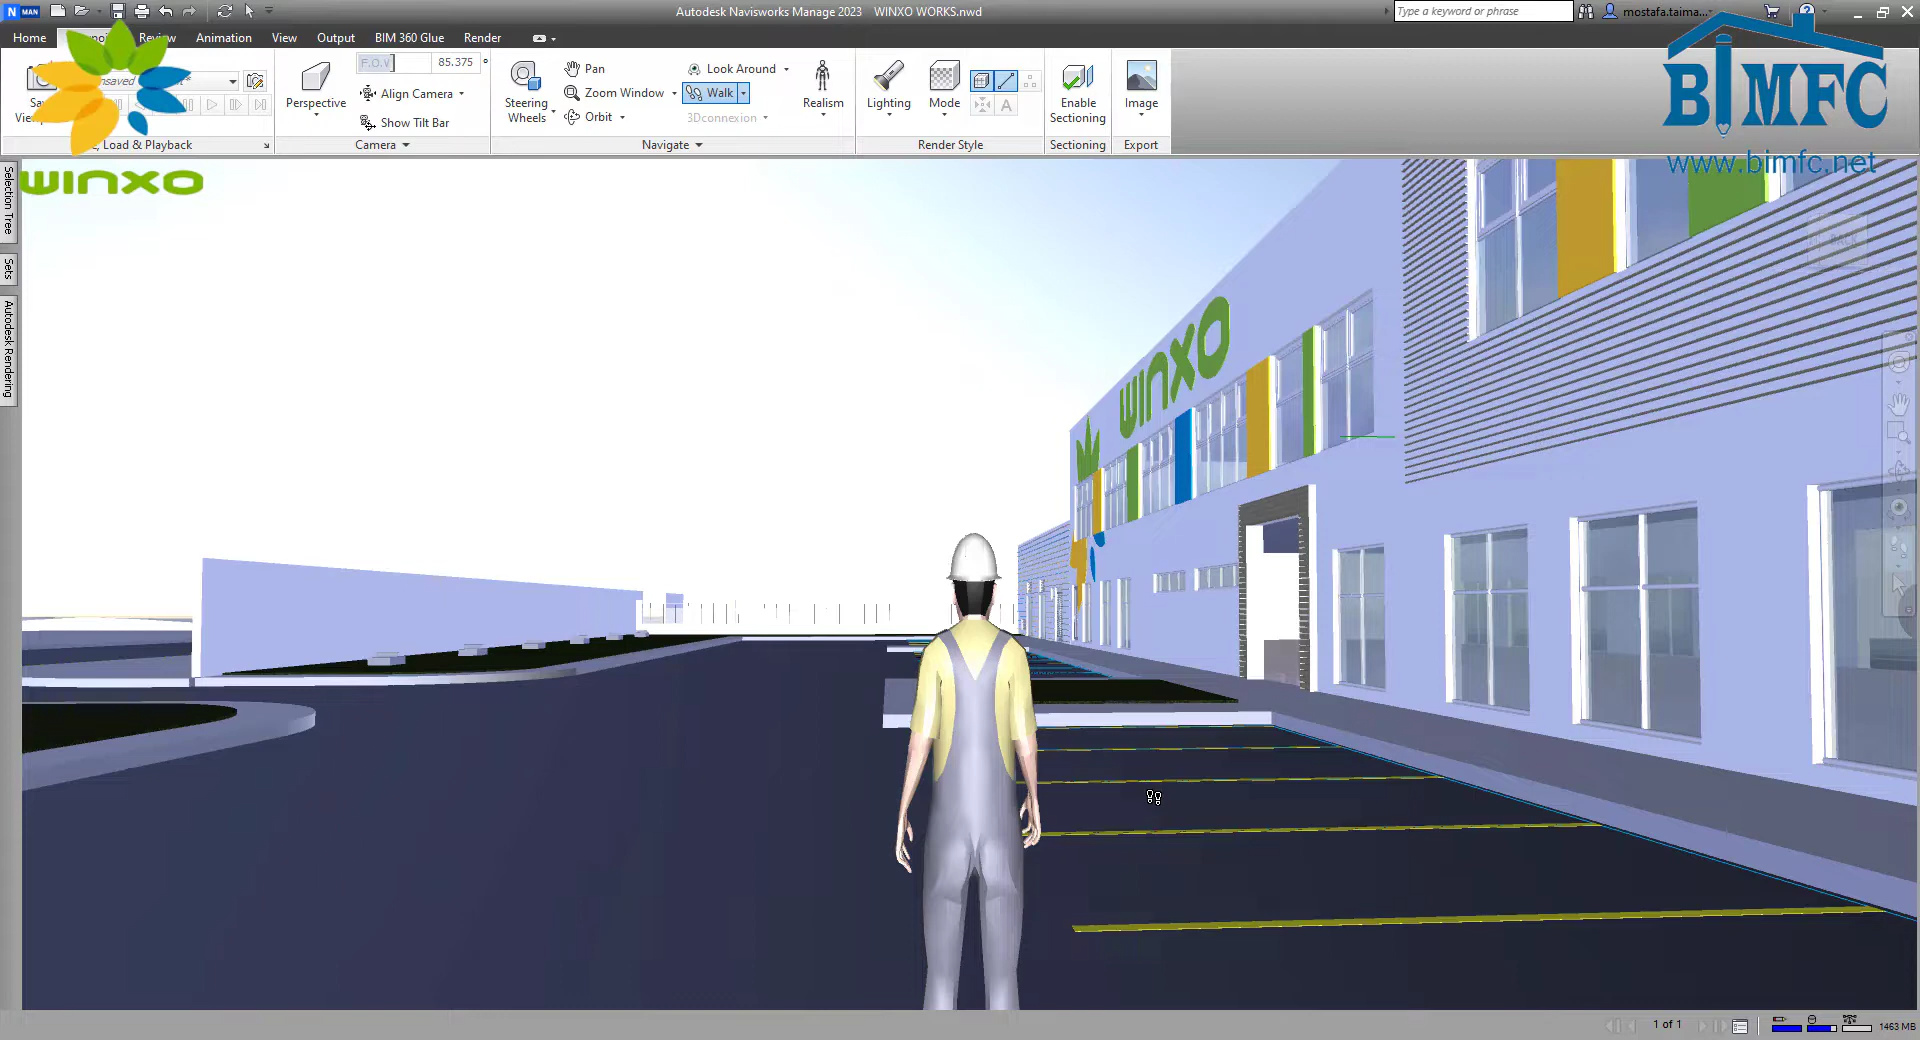 MAN
Autodesk Navisworks Manage 2023 WINXO WORKS.nwd
Type a keyword or phrase
mostafa.taima...
Home
Review
Animation
View
Output
BIM 360 Glue
Render
F.O.V
85.375 °
Perspective
Align Camera
Show Tilt Bar
Steering
Wheels
Pan
Zoom Window
Orbit
Look Around
Walk
3Dconnexion
Realism
Lighting
Mode
Enable
Sectioning
Image
Load & Playback
Camera
Navigate
Render Style
Sectioning
Export
BIMFC
www.bimfc.net
WINXO
Selection Tree
Sets
Autodesk Rendering
BACK
WINXO
1 of 1
1463 MB